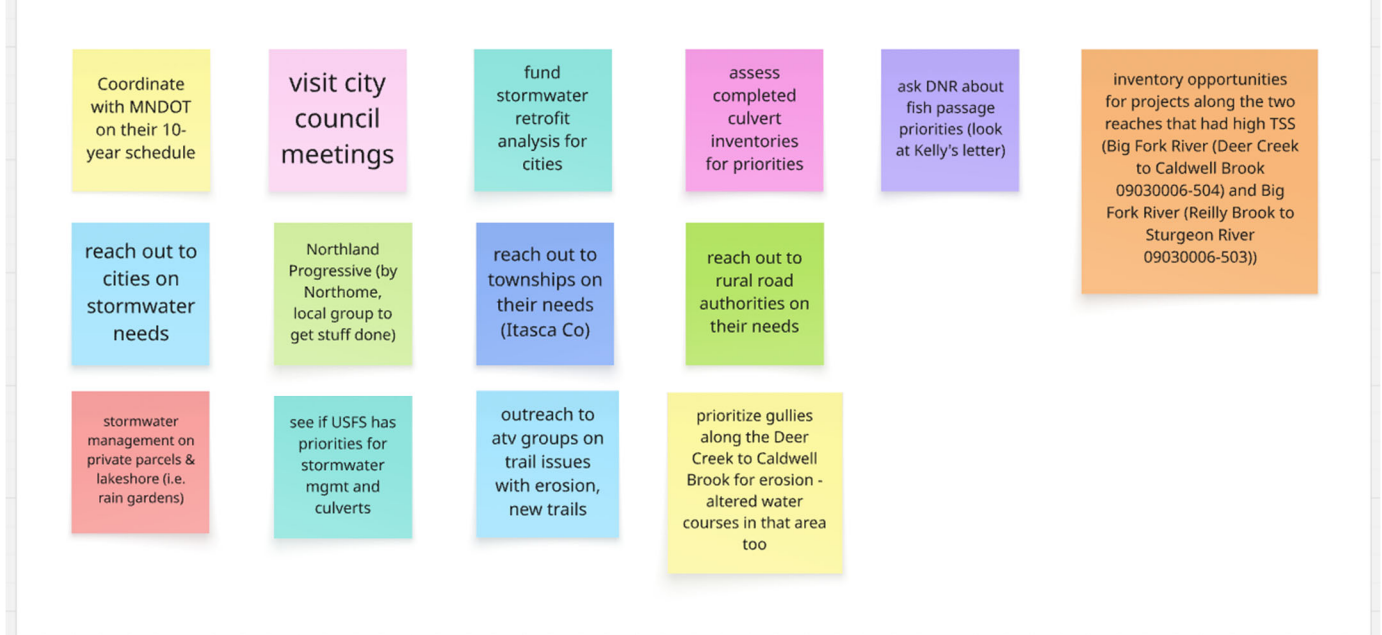 Coordinate
with MNDOT
on their 10-
year schedule
visit city
council
meetings
fund
stormwater
retrofit
analysis for
cities
assess
completed
culvert
inventories
for priorities
ask DNR about
fish passage
priorities (look
at Kelly's letter)
inventory opportunities
for projects along the two
reaches that had high TSS
(Big Fork River (Deer Creek
to Caldwell Brook
09030006-504) and Big
Fork River (Reilly Brook to
Sturgeon River
09030006-503))
reach out to
cities on
stormwater
needs
Northland
Progressive (by
Northome,
local group to
get stuff done)
reach out to
townships on
their needs
(Itasca Co)
reach out to
rural road
authorities on
their needs
stormwater
management on
private parcels &
lakeshore (i.e.
rain gardens)
see if USFS has
priorities for
stormwater
mgmt and
culverts
outreach to
atv groups on
trail issues
with erosion,
new trails
prioritize gullies
along the Deer
Creek to Caldwell
Brook for erosion -
altered water
courses in that area
too